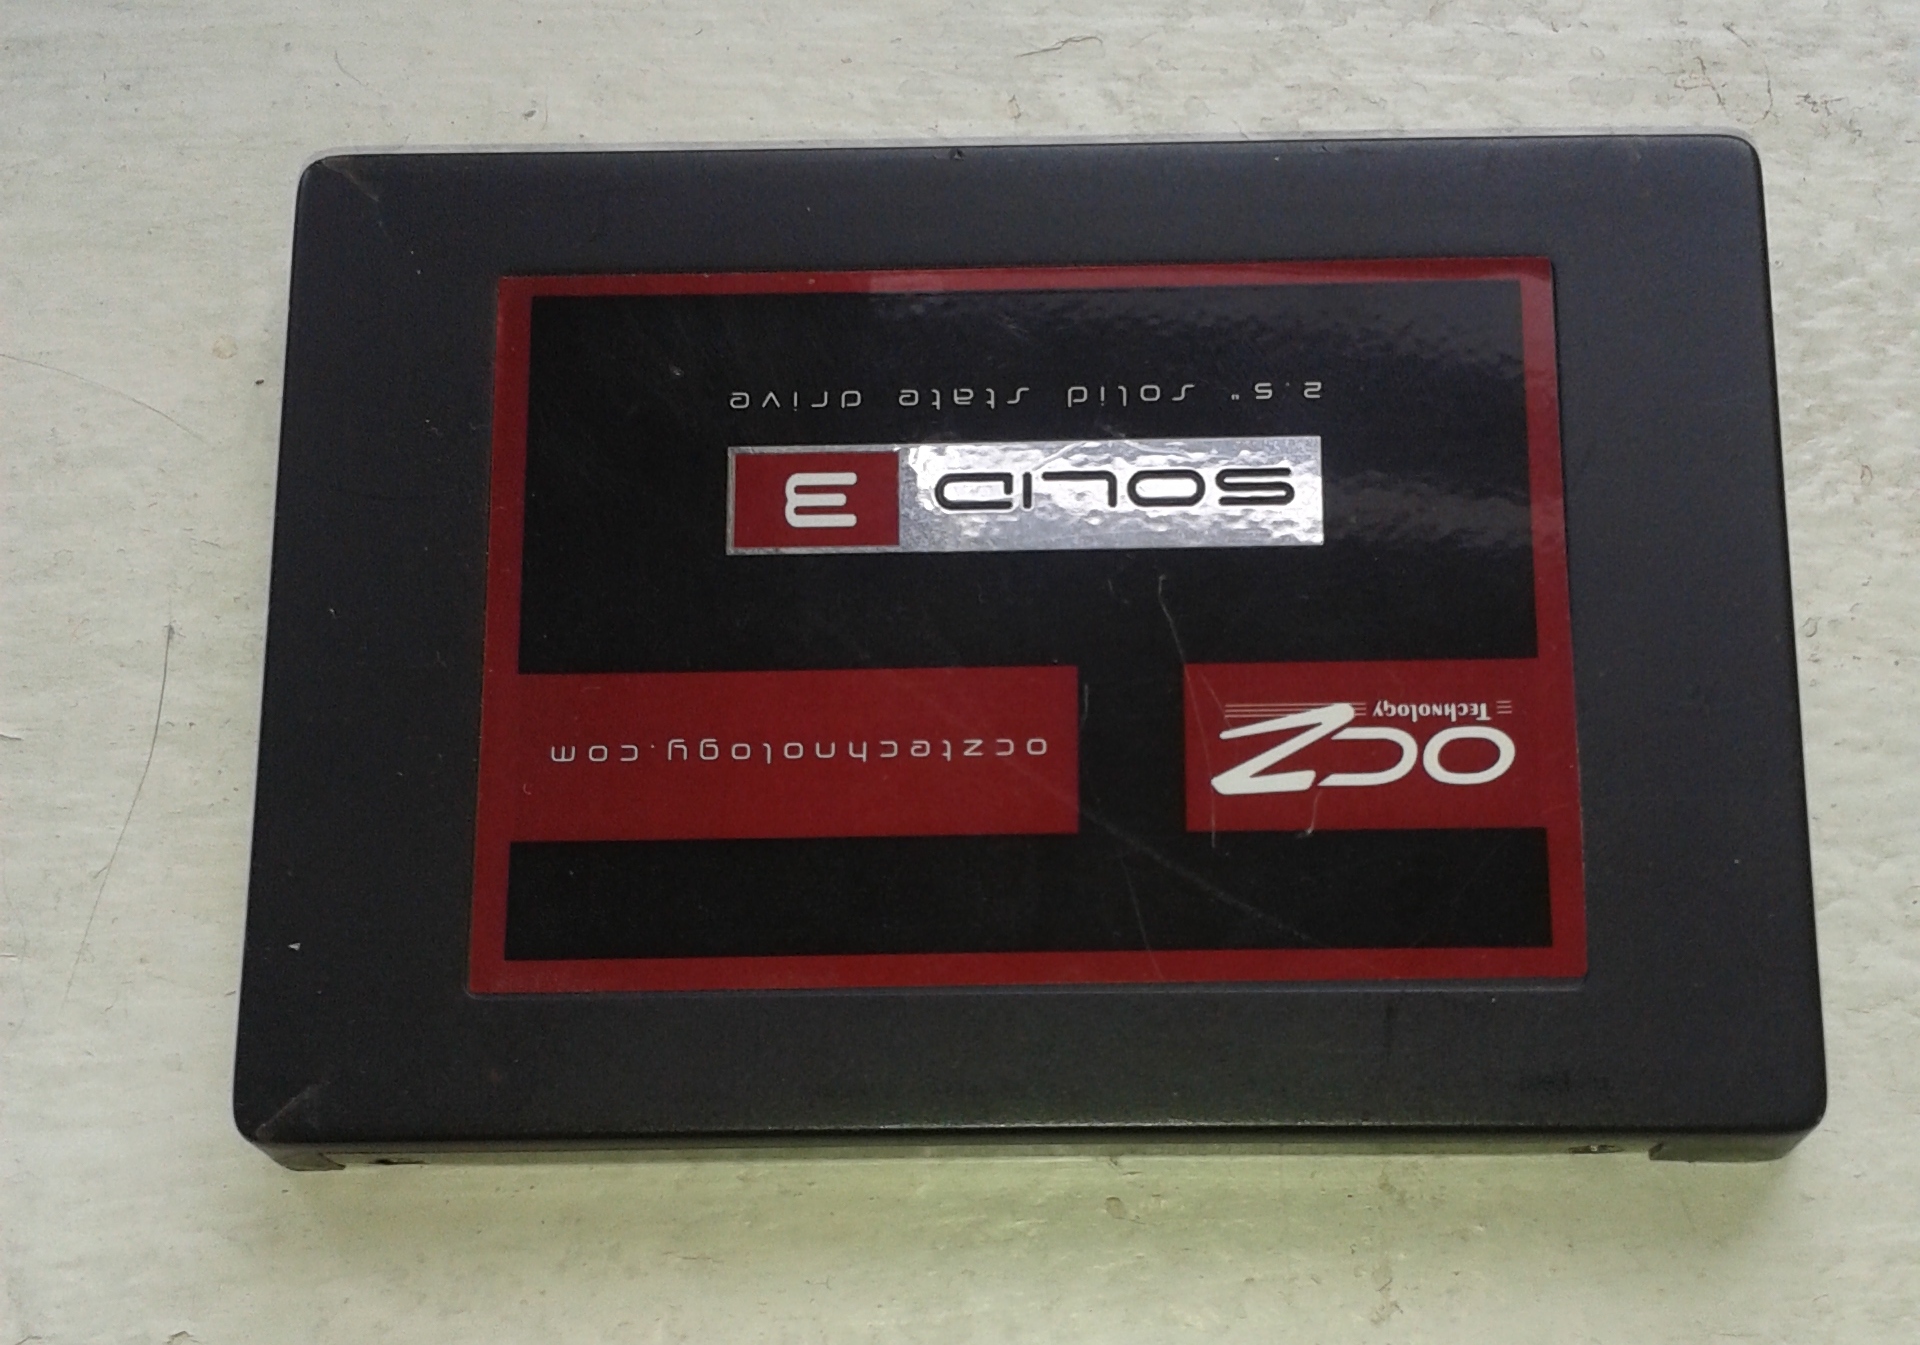 OCZ
Technology
ocztechnology.com
SOLID 3
2.5" solid state drive